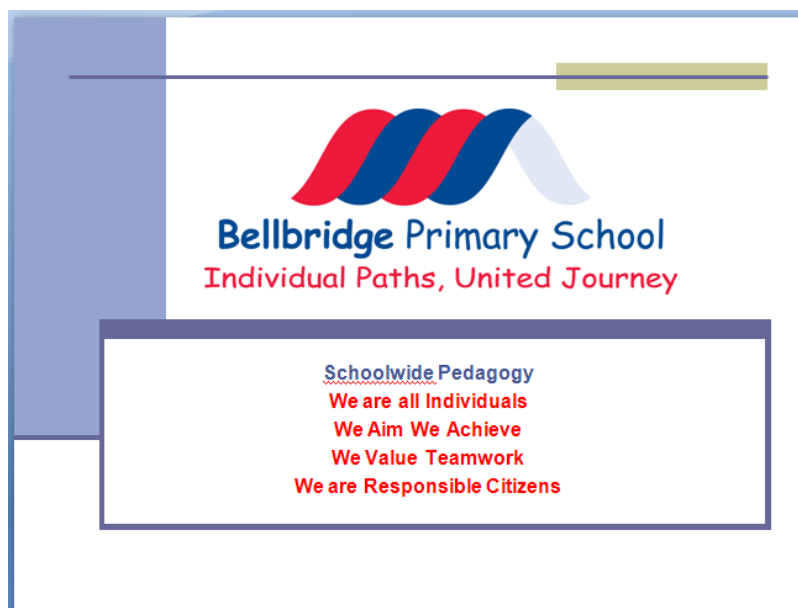 Bellbridge Primary School
Individual Paths, United Journey
Schoolwide Pedagogy
We are all Individuals
We Aim We Achieve
We Value Teamwork
We are Responsible Citizens